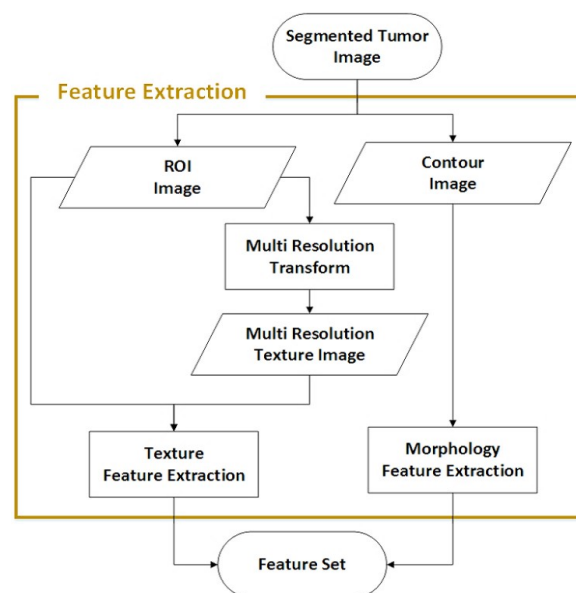 Segmented Tumor
Image
Feature Extraction
ROI
Image
Contour
Image
Multi Resolution
Transform
Multi Resolution
Texture Image
Texture
Feature Extraction
Morphology
Feature Extraction
Feature Set